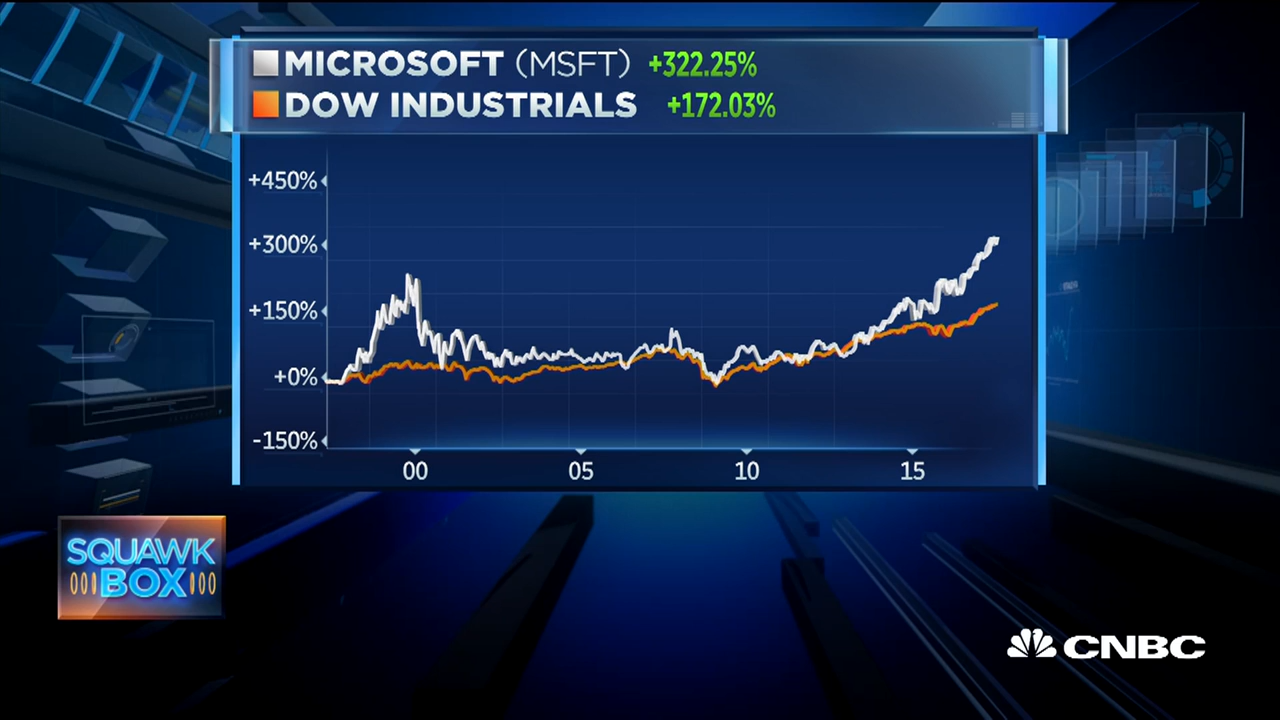 MICROSOFT (MSFT) +322.25%
DOW INDUSTRIALS +172.03%
+450%
+300%
+150%
+0%
-150%
00 05 10 15
SQUAWK
BOX
CNBC